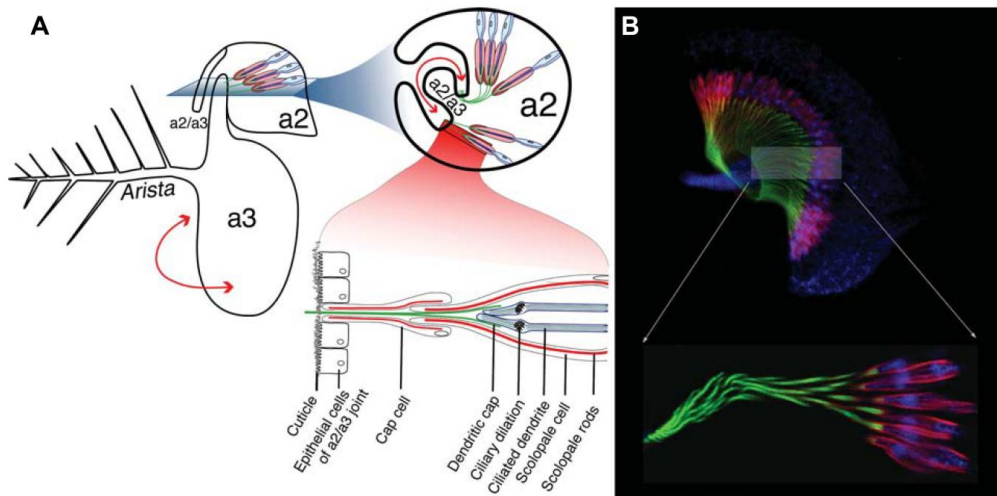 A
B
a2/a3
a2
a2/a3
a2
Arista
a3
Cuticle
Epithelial cells
of a2/a3 joint
Cap cell
Dendritic cap
Ciliary dilation
Ciliated dendrite
Scolopale cell
Scolopale rods